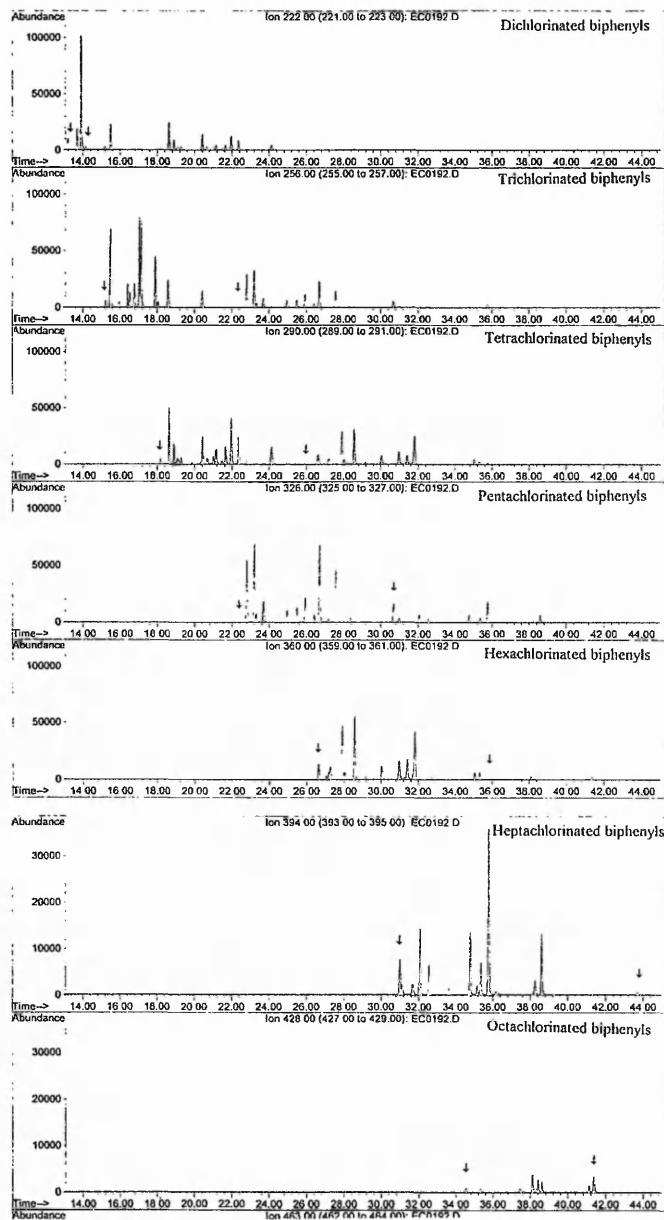 Abundance Ion 222.00 (221.00 to 223.00): EC0192.D
Dichlorinated biphenyls
100000
50000
0
Time--> 14.00 16.00 18.00 20.00 22.00 24.00 26.00 28.00 30.00 32.00 34.00 36.00 38.00 40.00 42.00 44.00
Abundance Ion 256.00 (255.00 to 257.00): EC0192.D
Trichlorinated biphenyls
100000
50000
0
Time--> 14.00 16.00 18.00 20.00 22.00 24.00 26.00 28.00 30.00 32.00 34.00 36.00 38.00 40.00 42.00 44.00
Abundance Ion 290.00 (289.00 to 291.00): EC0192.D
Tetrachlorinated biphenyls
100000
50000
0
Time--> 14.00 16.00 18.00 20.00 22.00 24.00 26.00 28.00 30.00 32.00 34.00 36.00 38.00 40.00 42.00 44.00
Abundance Ion 326.00 (325.00 to 327.00): EC0192.D
Pentachlorinated biphenyls
100000
50000
0
Time--> 14.00 16.00 18.00 20.00 22.00 24.00 26.00 28.00 30.00 32.00 34.00 36.00 38.00 40.00 42.00 44.00
Abundance Ion 360.00 (359.00 to 361.00): EC0192 D
Hexachlorinated biphenyls
100000
50000
0
Time--> 14.00 16.00 18.00 20.00 22.00 24.00 26.00 28.00 30.00 32.00 34.00 36.00 38.00 40.00 42.00 44.00
Abundance Ion 394.00 (393 00 to 395 00) EC0192 D
Heptachlorinated biphenyls
30000
20000
10000
0
Time--> 14.00 16.00 18.00 20.00 22.00 24.00 26.00 28.00 30.00 32.00 34.00 36.00 38.00 40.00 42.00 44.00
Abundance Ion 428 00 (427 00 to 429.00): EC0192.D
Octachlorinated biphenyls
30000
20000
10000
0
Time--> 14.00 16.00 18.00 20.00 22.00 24.00 26.00 28.00 30.00 32.00 34.00 36.00 38.00 40.00 42.00 44.00
Ion 463.00 (462.00 to 464.00): EC0192 D